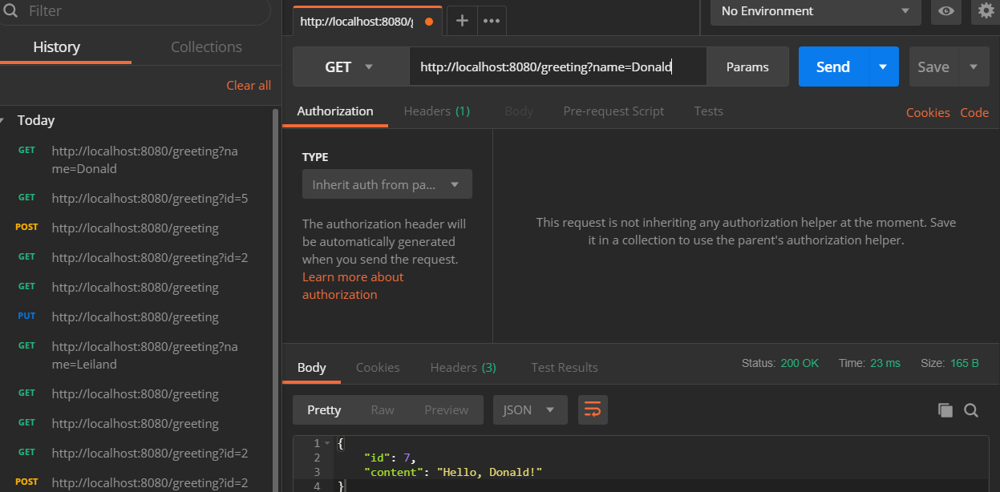 Filter
History
Collections
Clear all
Today
GET http://localhost:8080/greeting?na
me=Donald
GET http://localhost:8080/greeting?id=5
POST http://localhost:8080/greeting
GET http://localhost:8080/greeting?id=2
GET http://localhost:8080/greeting
PUT http://localhost:8080/greeting
GET http://localhost:8080/greeting?na
me=Leiland
GET http://localhost:8080/greeting
GET http://localhost:8080/greeting
GET http://localhost:8080/greeting?id=2
POST http://localhost:8080/greeting?id=2
http://localhost:8080/g
No Environment
GET http://localhost:8080/greeting?name=Donald Params Send Save
Authorization Headers (1) Body Pre-request Script Tests Cookies Code
TYPE
Inherit auth from pa...
The authorization header will
be automatically generated
when you send the request.
Learn more about
authorization
This request is not inheriting any authorization helper at the moment. Save
it in a collection to use the parent's authorization helper.
Body Cookies Headers (3) Test Results Status: 200 OK Time: 23 ms Size: 165 B
Pretty Raw Preview JSON
1 {
2 "id": 7,
3 "content": "Hello, Donald!"
4 }